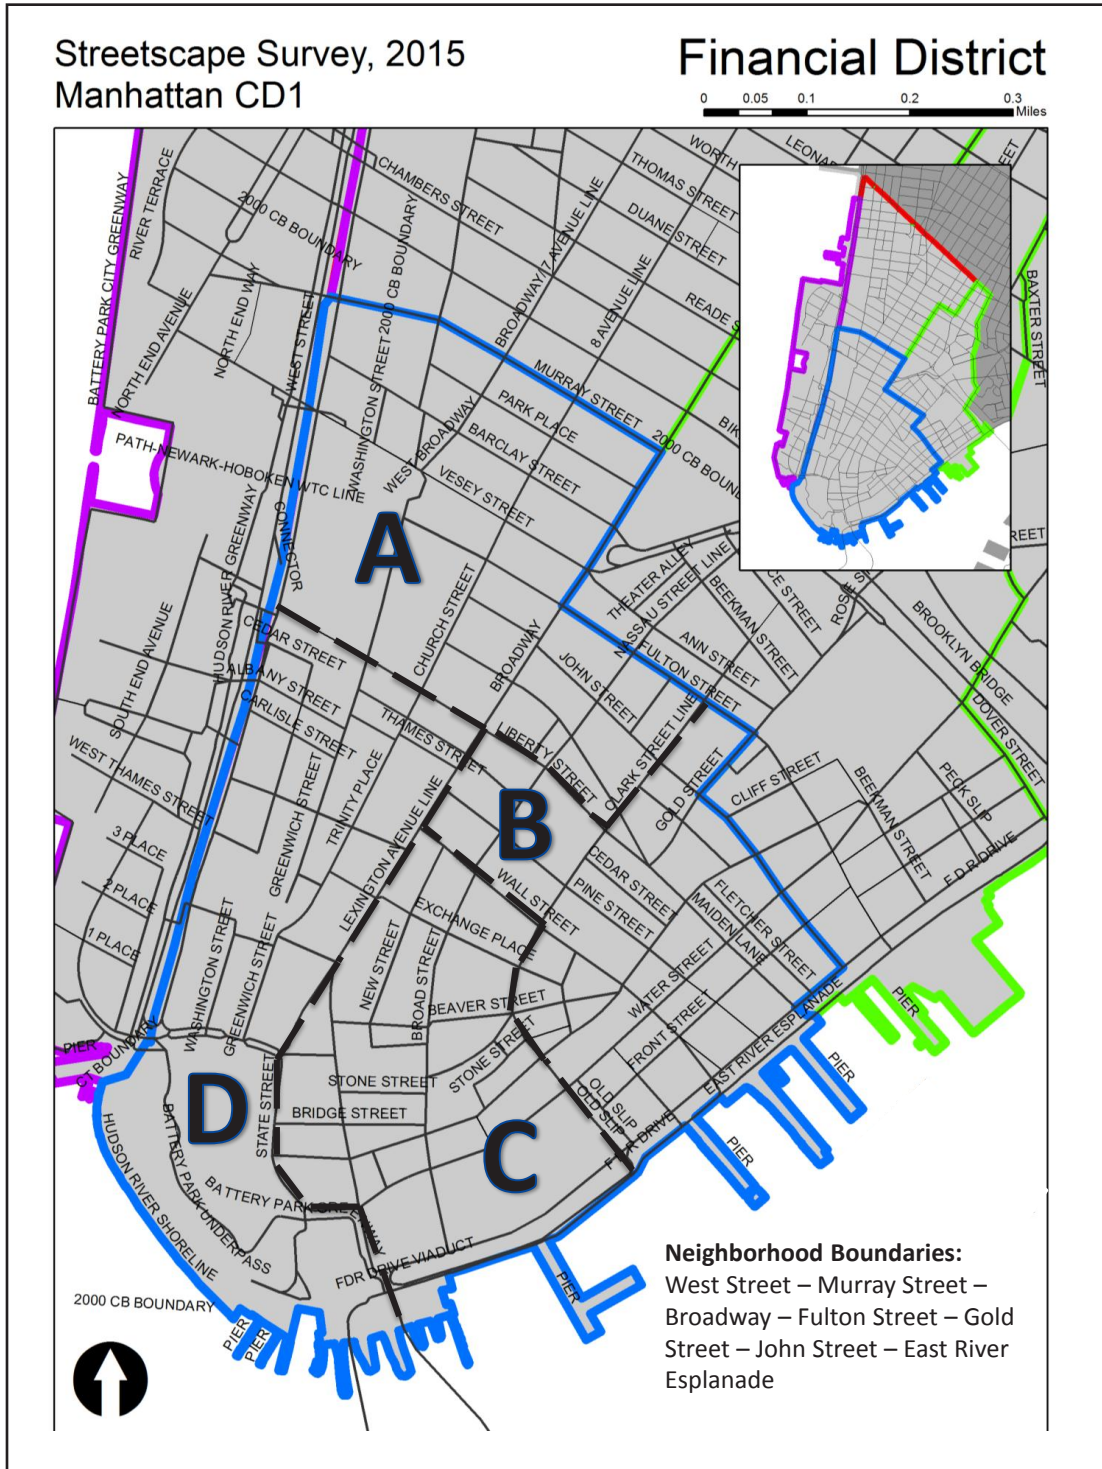 Streetscape Survey, 2015
Manhattan CD1
Financial District
0 0.05 0.1 0.2 0.3
Miles
CHAMBERS STREET
WORTH
THOMAS STREET
DUANE STREET
READE
BATTERY PARK CITY GREENWAY
RIVER TERRACE
2000 CB BOUNDARY
2000 CB BOUNDARY
NORTH END AVENUE
NORTH END WAY
WEST STREET
WASHINGTON STREET
BROADWAY/7 AVENUE LINE
8 AVENUE LINE
BAXTER STREET
MURRAY STREET
PARK PLACE
BARCLAY STREET
VESEY STREET
WEST BROADWAY
PATH-NEWARK-HOBOKEN WTC LINE
CONNECTOR
HUDSON RIVER GREENWAY
A
THEATER ALLEY
NASSAU STREET LINE
BEEKMAN STREET
ANN STREET
FULTON STREET
JOHN STREET
BROOKLYN BRIDGE
DOVER STREET
CHURCH STREET
BROADWAY
CEDAR STREET
ALBANY STREET
CARLISLE STREET
SOUTH END AVENUE
WEST THAMES STREET
THAMES STREET
LIBERTY STREET
CLARK STREET LINE
GOLD STREET
CLIFF STREET
BEEKMAN STREET
PECK SLIP
F D R DRIVE
GREENWICH STREET
TRINITY PLACE
LEXINGTON AVENUE LINE
B
3 PLACE
2 PLACE
1 PLACE
WALL STREET
CEDAR STREET
PINE STREET
FLETCHER STREET
MAIDEN LANE
EXCHANGE PLACE
NEW STREET
BROAD STREET
BEAVER STREET
WATER STREET
FRONT STREET
EAST RIVER ESPLANADE
PIER
WASHINGTON STREET
GREENWICH STREET
STONE STREET
STONE STREET
OLD SLIP
OLD SLIP
PIER
CT BOUNDARY
D
STATE STREET
BRIDGE STREET
C
F D R DRIVE
PIER
PIER
HUDSON RIVER SHORELINE
BATTERY PARK UNDERPASS
BATTERY PARK GREENWAY
FDR DRIVE VIADUCT
PIER
2000 CB BOUNDARY
PIER
PIER
Neighborhood Boundaries:
West Street – Murray Street –
Broadway – Fulton Street – Gold
Street – John Street – East River
Esplanade